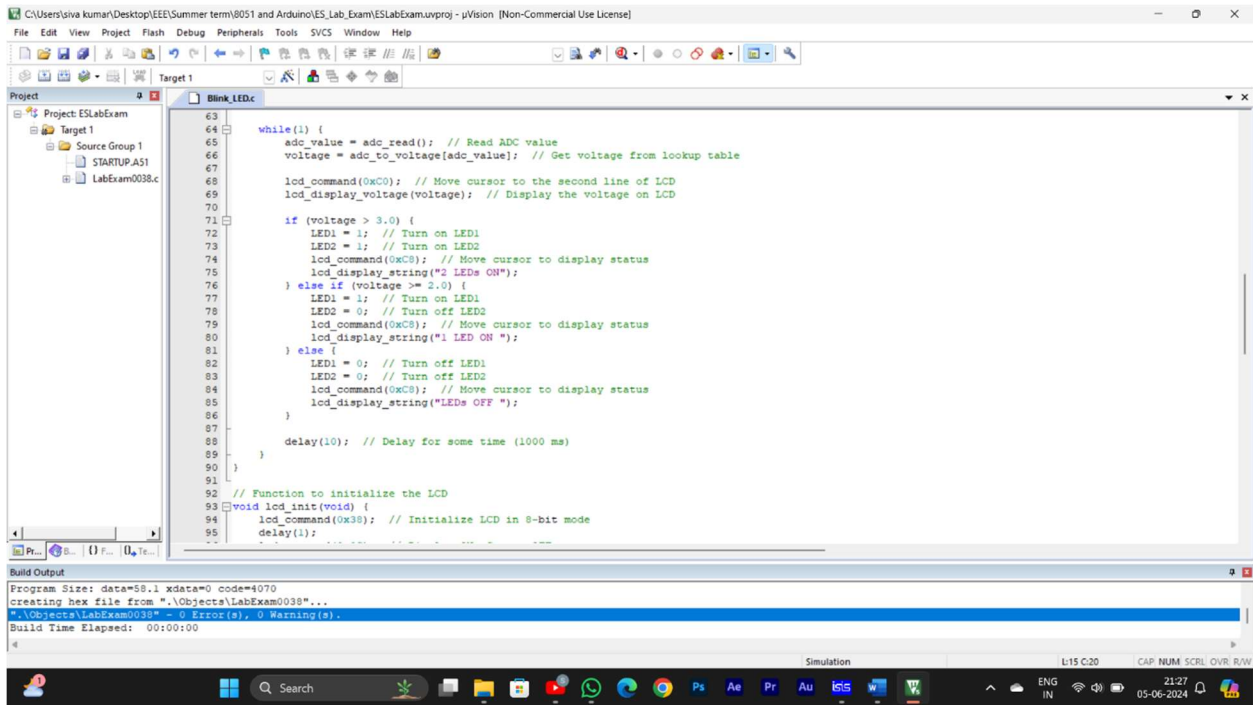 C:\Users\siva kumar\Desktop\EEE\Summer term\8051 and Arduino\ES_Lab_Exam\ESLabExam.uvproj - µVision [Non-Commercial Use License]
File Edit View Project Flash Debug Peripherals Tools SVCS Window Help
Target 1
Project
Blink_LED.c
Project: ESLabExam
Target 1
Source Group 1
STARTUP.A51
LabExam0038.c
63
64 while(1) {
65 adc_value = adc_read(); // Read ADC value
66 voltage = adc_to_voltage[adc_value]; // Get voltage from lookup table
67
68 lcd_command(0xC0); // Move cursor to the second line of LCD
69 lcd_display_voltage(voltage); // Display the voltage on LCD
70
71 if (voltage > 3.0) {
72 LED1 = 1; // Turn on LED1
73 LED2 = 1; // Turn on LED2
74 lcd_command(0xC8); // Move cursor to display status
75 lcd_display_string("2 LEDs ON");
76 } else if (voltage >= 2.0) {
77 LED1 = 1; // Turn on LED1
78 LED2 = 0; // Turn off LED2
79 lcd_command(0xC8); // Move cursor to display status
80 lcd_display_string("1 LED ON ");
81 } else {
82 LED1 = 0; // Turn off LED1
83 LED2 = 0; // Turn off LED2
84 lcd_command(0xC8); // Move cursor to display status
85 lcd_display_string("LEDs OFF ");
86 }
87
88 delay(10); // Delay for some time (1000 ms)
89 }
90 }
91
92 // Function to initialize the LCD
93 void lcd_init(void) {
94 lcd_command(0x38); // Initialize LCD in 8-bit mode
95 delay(1);
Pr... B... {} F... Te...
Build Output
Program Size: data=58.1 xdata=0 code=4070
creating hex file from ".\Objects\LabExam0038"...
".\Objects\LabExam0038" - 0 Error(s), 0 Warning(s).
Build Time Elapsed: 00:00:00
Simulation L:15 C:20 CAP NUM SCRL OVR R/W
Search
Ps Ae Pr Au isis
ENG IN
21:27
05-06-2024